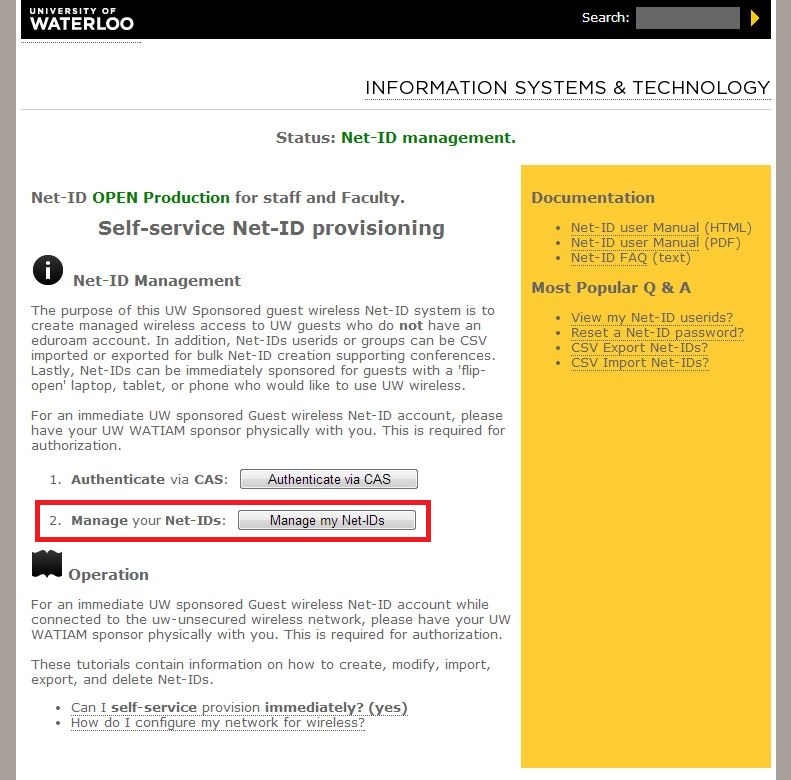 UNIVERSITY OF
WATERLOO
Search:
INFORMATION SYSTEMS & TECHNOLOGY
Status: Net-ID management.
Net-ID OPEN Production for staff and Faculty.
Self-service Net-ID provisioning
Net-ID Management
The purpose of this UW Sponsored guest wireless Net-ID system is to
create managed wireless access to UW guests who do not have an
eduroam account. In addition, Net-IDs userids or groups can be CSV
imported or exported for bulk Net-ID creation supporting conferences.
Lastly, Net-IDs can be immediately sponsored for guests with a 'flip-
open' laptop, tablet, or phone who would like to use UW wireless.
For an immediate UW sponsored Guest wireless Net-ID account, please
have your UW WATIAM sponsor physically with you. This is required for
authorization.
1. Authenticate via CAS: Authenticate via CAS
2. Manage your Net-IDs: Manage my Net-IDs
Operation
For an immediate UW sponsored Guest wireless Net-ID account while
connected to the uw-unsecured wireless network, please have your UW
WATIAM sponsor physically with you. This is required for authorization.
These tutorials contain information on how to create, modify, import,
export, and delete Net-IDs.
• Can I self-service provision immediately? (yes)
• How do I configure my network for wireless?
Documentation
• Net-ID user Manual (HTML)
• Net-ID user Manual (PDF)
• Net-ID FAQ (text)
Most Popular Q & A
• View my Net-ID userids?
• Reset a Net-ID password?
• CSV Export Net-IDs?
• CSV Import Net-IDs?